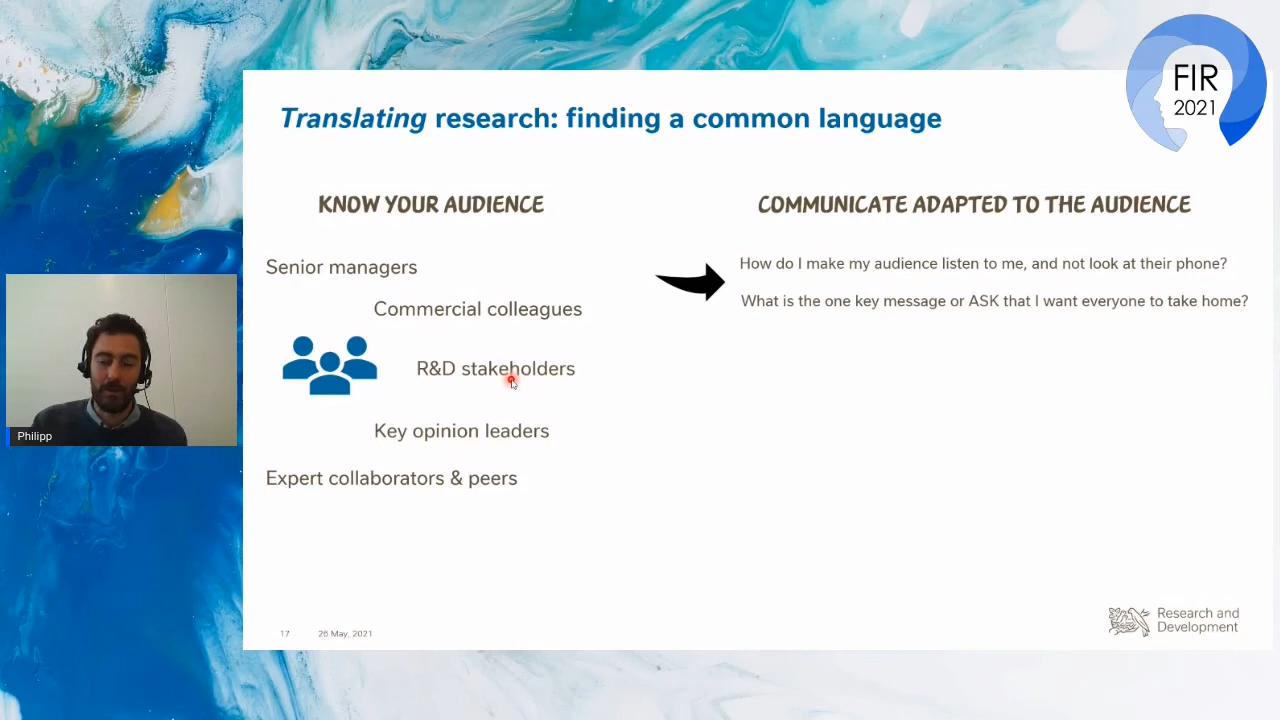 FIR
2021
Translating research: finding a common language
KNOW YOUR AUDIENCE
Senior managers
Commercial colleagues
R&D stakeholders
Key opinion leaders
Expert collaborators & peers
COMMUNICATE ADAPTED TO THE AUDIENCE
How do I make my audience listen to me, and not look at their phone?
What is the one key message or ASK that I want everyone to take home?
Philipp
17
26 May, 2021
Research and
Development